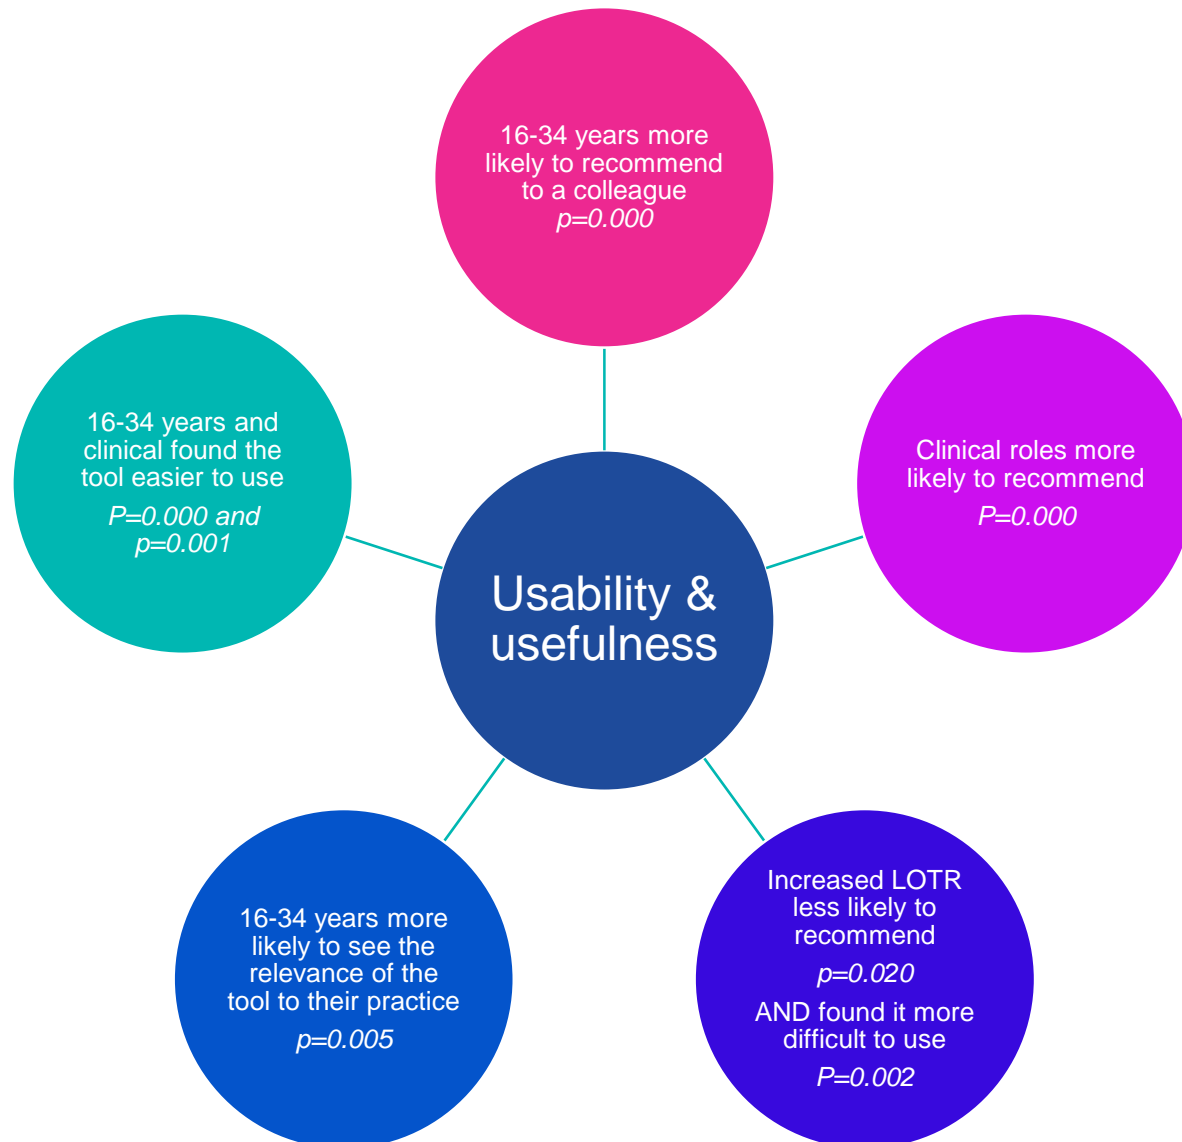 16-34 years more
likely to recommend
to a colleague
p=0.000
16-34 years and
clinical found the
tool easier to use
P=0.000 and
p=0.001
Clinical roles more
likely to recommend
P=0.000
Usability &
usefulness
16-34 years more
likely to see the
relevance of the
tool to their practice
p=0.005
Increased LOTR
less likely to
recommend
p=0.020
AND found it more
difficult to use
P=0.002